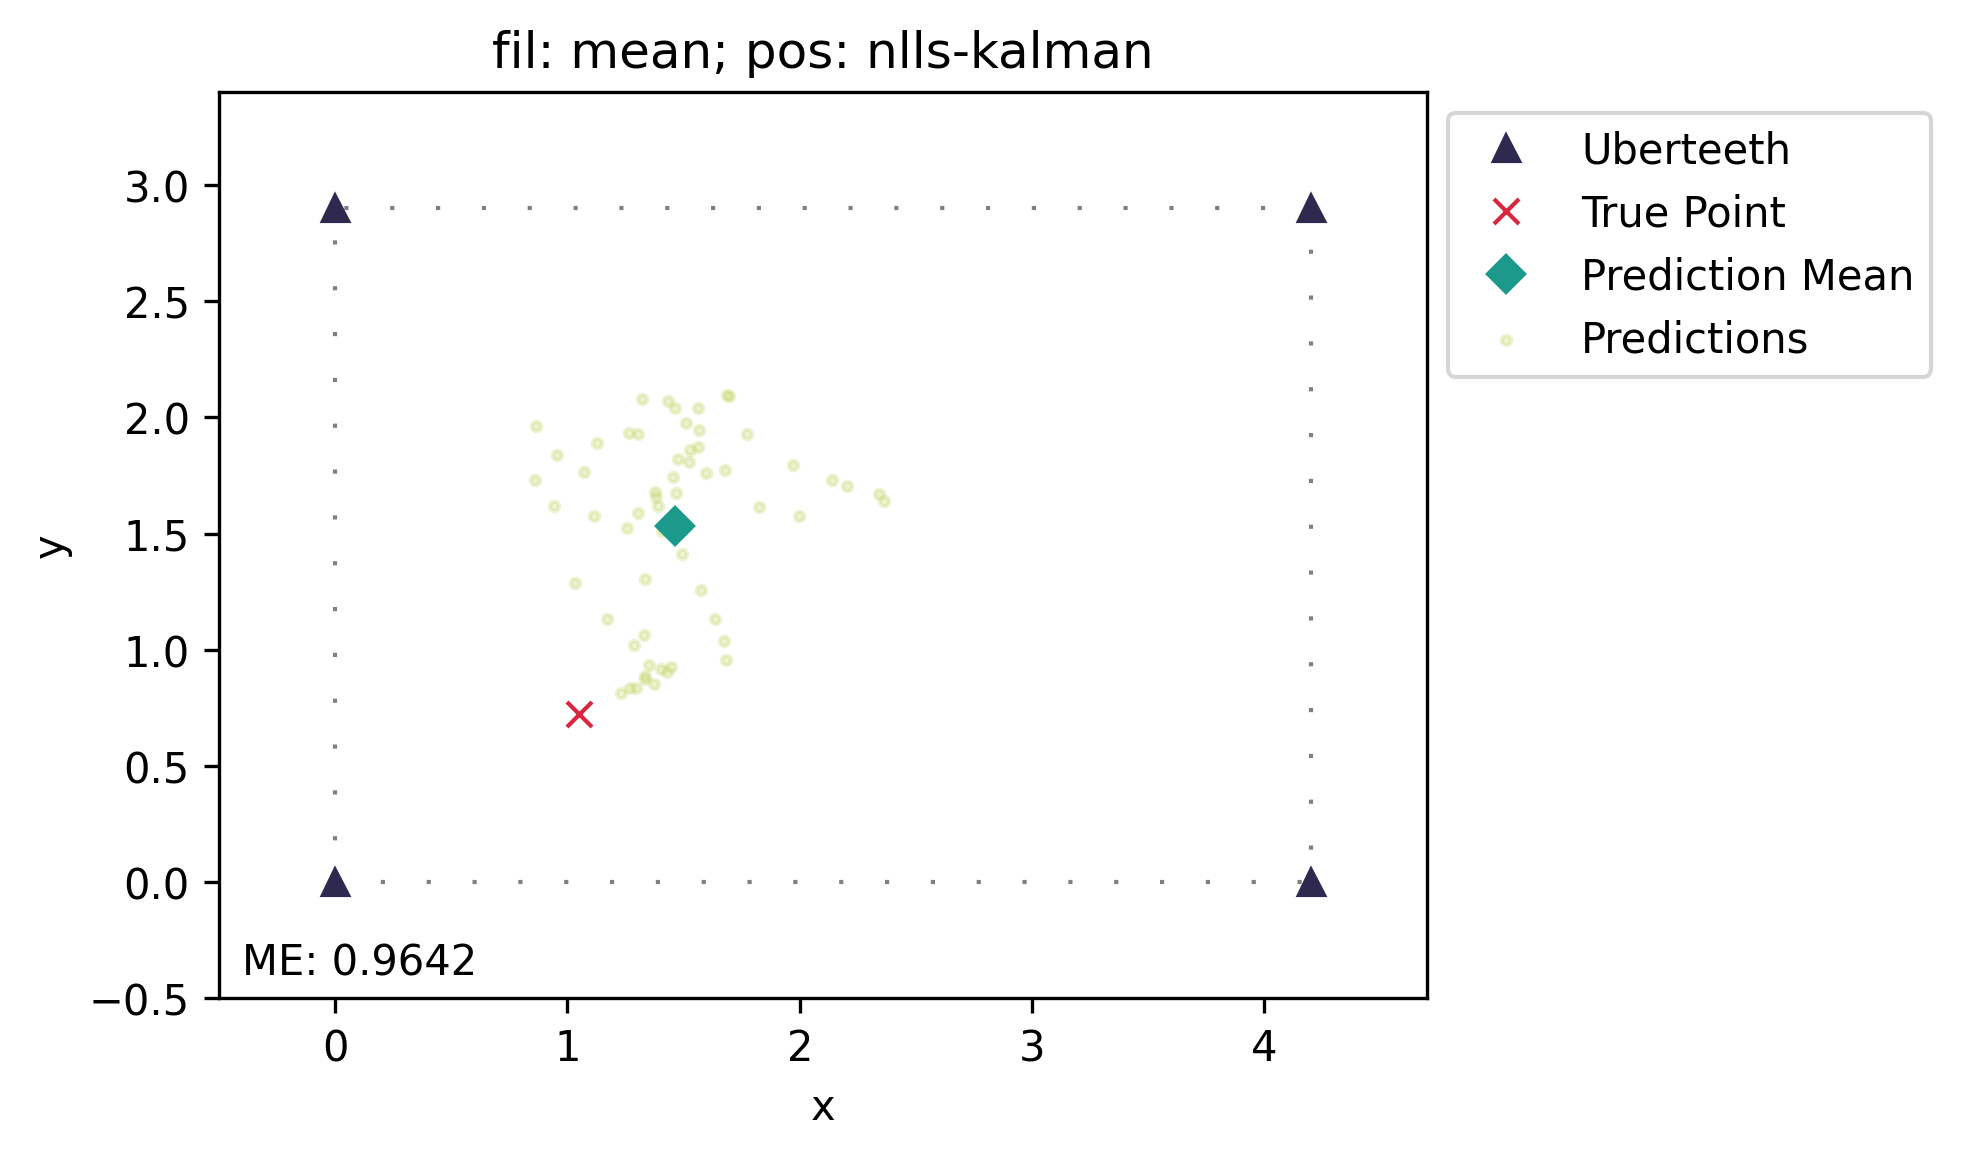 fil: mean; pos: nlls-kalman
Uberteeth
True Point
Prediction Mean
Predictions
y
3.0
2.5
2.0
1.5
1.0
0.5
0.0
−0.5
ME: 0.9642
0 1 2 3 4
x